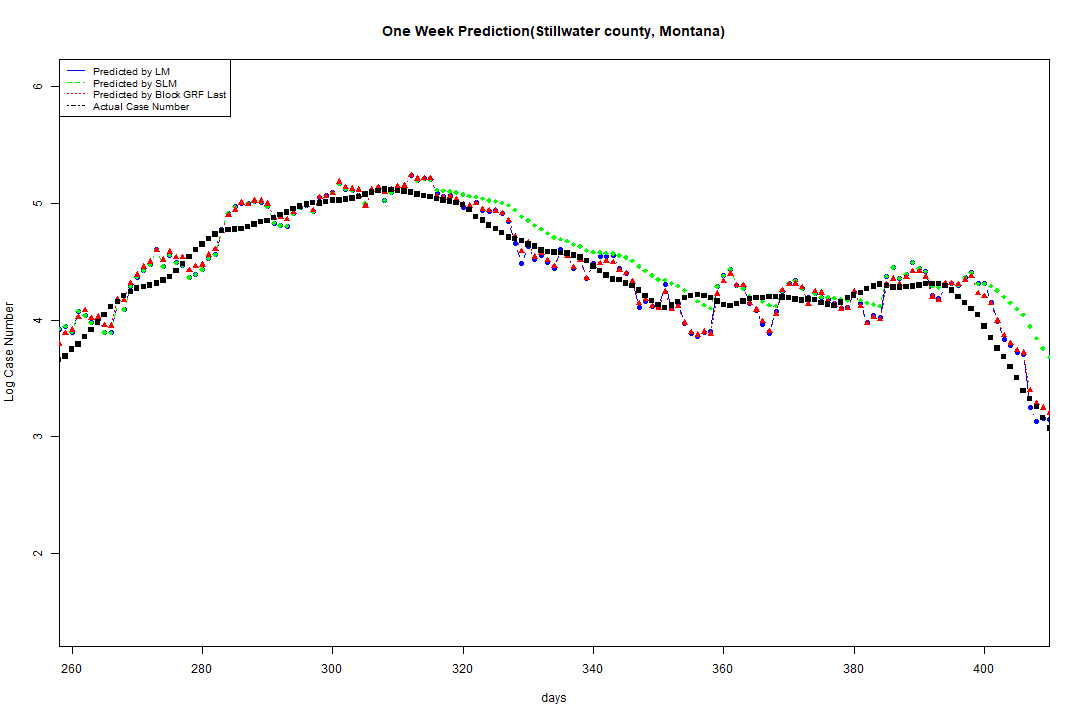 One Week Prediction(Stillwater county, Montana)
Predicted by LM
Predicted by SLM
Predicted by Block GRF Last
Actual Case Number
6
5
4
3
2
Log Case Number
260 280 300 320 340 360 380 400
days